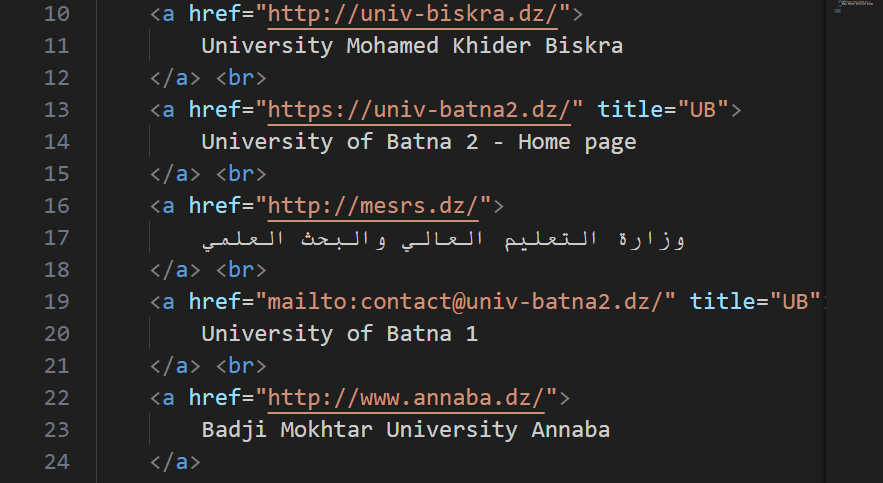 10 <a href="http://univ-biskra.dz/">
11 University Mohamed Khider Biskra
12 </a> <br>
13 <a href="https://univ-batna2.dz/" title="UB">
14 University of Batna 2 - Home page
15 </a> <br>
16 <a href="http://mesrs.dz/">
17 وزارة التعليم العالي والبحث العلمي
18 </a> <br>
19 <a href="mailto:contact@univ-batna2.dz/" title="UB"
20 University of Batna 1
21 </a> <br>
22 <a href="http://www.annaba.dz/">
23 Badji Mokhtar University Annaba
24 </a>